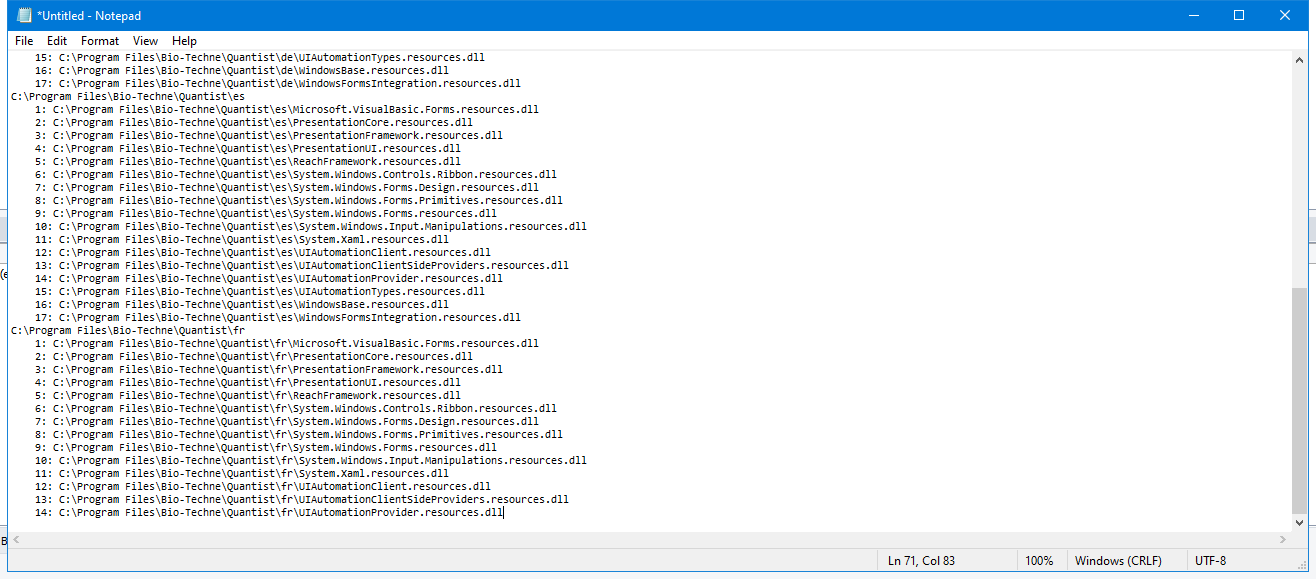 *Untitled - Notepad
File Edit Format View Help
15: C:\Program Files\Bio-Techne\Quantist\de\UIAutomationTypes.resources.dll
16: C:\Program Files\Bio-Techne\Quantist\de\WindowsBase.resources.dll
17: C:\Program Files\Bio-Techne\Quantist\de\WindowsFormsIntegration.resources.dll
C:\Program Files\Bio-Techne\Quantist\es
1: C:\Program Files\Bio-Techne\Quantist\es\Microsoft.VisualBasic.Forms.resources.dll
2: C:\Program Files\Bio-Techne\Quantist\es\PresentationCore.resources.dll
3: C:\Program Files\Bio-Techne\Quantist\es\PresentationFramework.resources.dll
4: C:\Program Files\Bio-Techne\Quantist\es\PresentationUI.resources.dll
5: C:\Program Files\Bio-Techne\Quantist\es\ReachFramework.resources.dll
6: C:\Program Files\Bio-Techne\Quantist\es\System.Windows.Controls.Ribbon.resources.dll
7: C:\Program Files\Bio-Techne\Quantist\es\System.Windows.Forms.Design.resources.dll
8: C:\Program Files\Bio-Techne\Quantist\es\System.Windows.Forms.Primitives.resources.dll
9: C:\Program Files\Bio-Techne\Quantist\es\System.Windows.Forms.resources.dll
10: C:\Program Files\Bio-Techne\Quantist\es\System.Windows.Input.Manipulations.resources.dll
11: C:\Program Files\Bio-Techne\Quantist\es\System.Xaml.resources.dll
12: C:\Program Files\Bio-Techne\Quantist\es\UIAutomationClient.resources.dll
13: C:\Program Files\Bio-Techne\Quantist\es\UIAutomationClientSideProviders.resources.dll
14: C:\Program Files\Bio-Techne\Quantist\es\UIAutomationProvider.resources.dll
15: C:\Program Files\Bio-Techne\Quantist\es\UIAutomationTypes.resources.dll
16: C:\Program Files\Bio-Techne\Quantist\es\WindowsBase.resources.dll
17: C:\Program Files\Bio-Techne\Quantist\es\WindowsFormsIntegration.resources.dll
C:\Program Files\Bio-Techne\Quantist\fr
1: C:\Program Files\Bio-Techne\Quantist\fr\Microsoft.VisualBasic.Forms.resources.dll
2: C:\Program Files\Bio-Techne\Quantist\fr\PresentationCore.resources.dll
3: C:\Program Files\Bio-Techne\Quantist\fr\PresentationFramework.resources.dll
4: C:\Program Files\Bio-Techne\Quantist\fr\PresentationUI.resources.dll
5: C:\Program Files\Bio-Techne\Quantist\fr\ReachFramework.resources.dll
6: C:\Program Files\Bio-Techne\Quantist\fr\System.Windows.Controls.Ribbon.resources.dll
7: C:\Program Files\Bio-Techne\Quantist\fr\System.Windows.Forms.Design.resources.dll
8: C:\Program Files\Bio-Techne\Quantist\fr\System.Windows.Forms.Primitives.resources.dll
9: C:\Program Files\Bio-Techne\Quantist\fr\System.Windows.Forms.resources.dll
10: C:\Program Files\Bio-Techne\Quantist\fr\System.Windows.Input.Manipulations.resources.dll
11: C:\Program Files\Bio-Techne\Quantist\fr\System.Xaml.resources.dll
12: C:\Program Files\Bio-Techne\Quantist\fr\UIAutomationClient.resources.dll
13: C:\Program Files\Bio-Techne\Quantist\fr\UIAutomationClientSideProviders.resources.dll
14: C:\Program Files\Bio-Techne\Quantist\fr\UIAutomationProvider.resources.dll
Ln 71, Col 83 100% Windows (CRLF) UTF-8